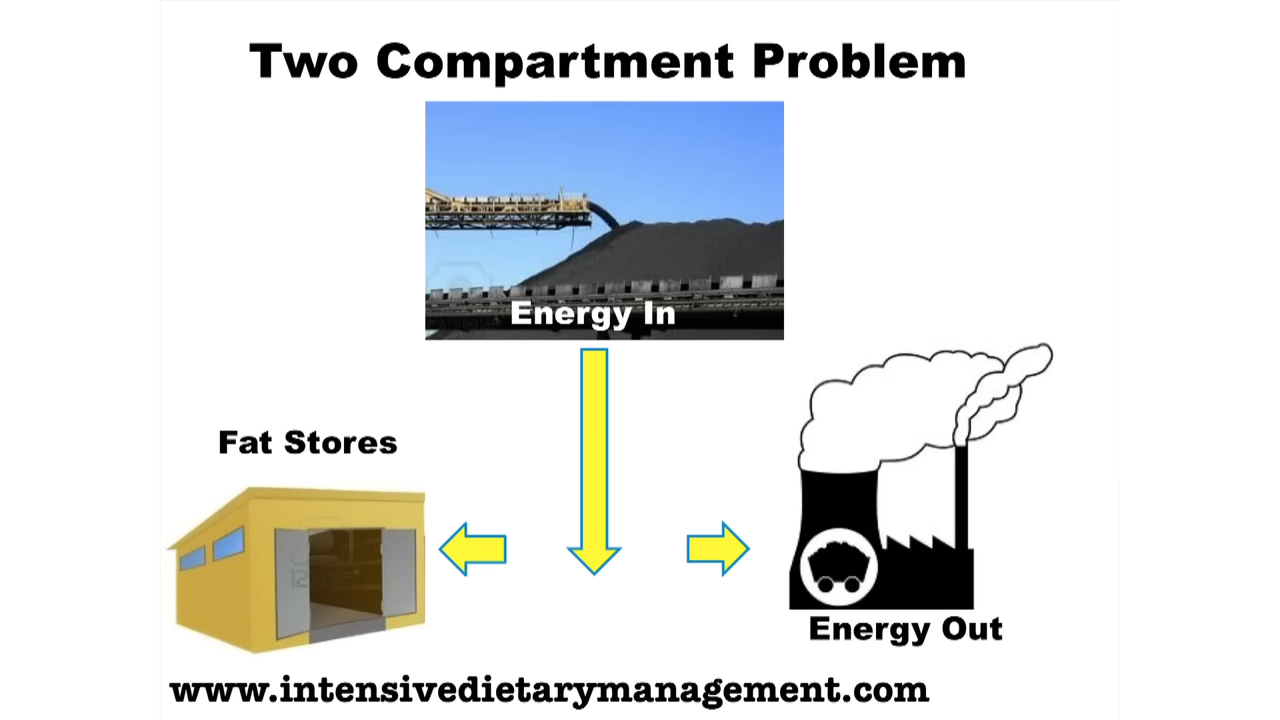 Two Compartment Problem
Energy In
Fat Stores
Energy Out
www.intensivedietarymanagement.com